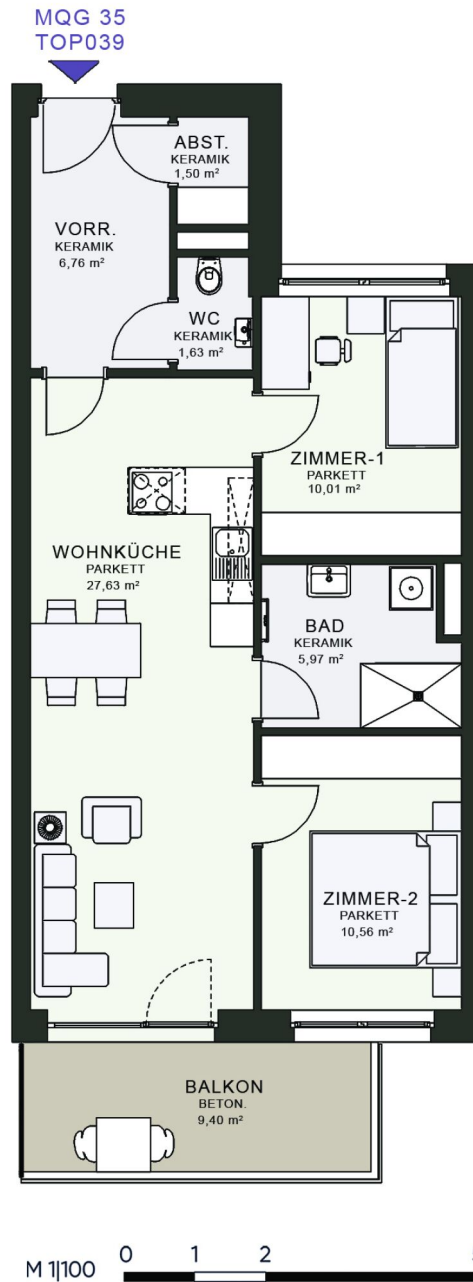 MQG 35
TOP039
ABST.
KERAMIK
1,50 m²
VORR.
KERAMIK
6,76 m²
WC
KERAMIK
1,63 m²
ZIMMER-1
PARKETT
10,01 m²
WOHNKÜCHE
PARKETT
27,63 m²
BAD
KERAMIK
5,97 m²
ZIMMER-2
PARKETT
10,56 m²
BALKON
BETON.
9,40 m²
M 1|100 0 1 2